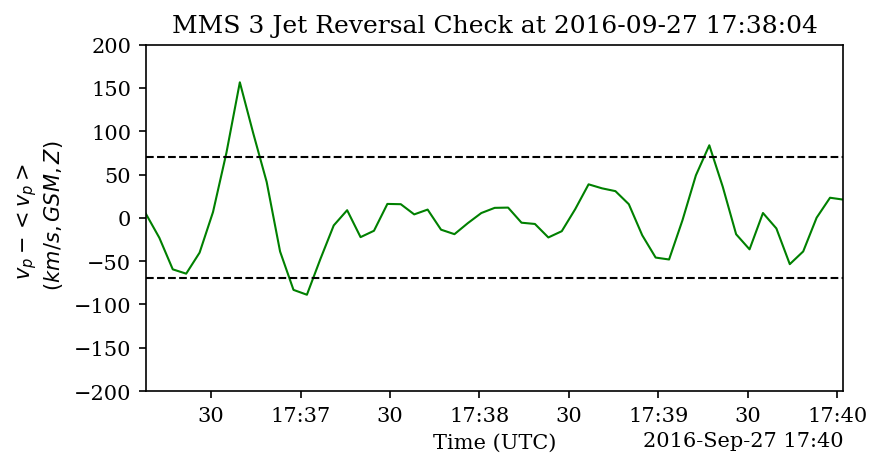 MMS 3 Jet Reversal Check at 2016-09-27 17:38:04
200
150
100
50
0
−50
−100
−150
−200
v_p − < v_p >
(km/s, GSM, Z)
30 17:37 30 17:38 30 17:39 30 17:40
Time (UTC)
2016-Sep-27 17:40